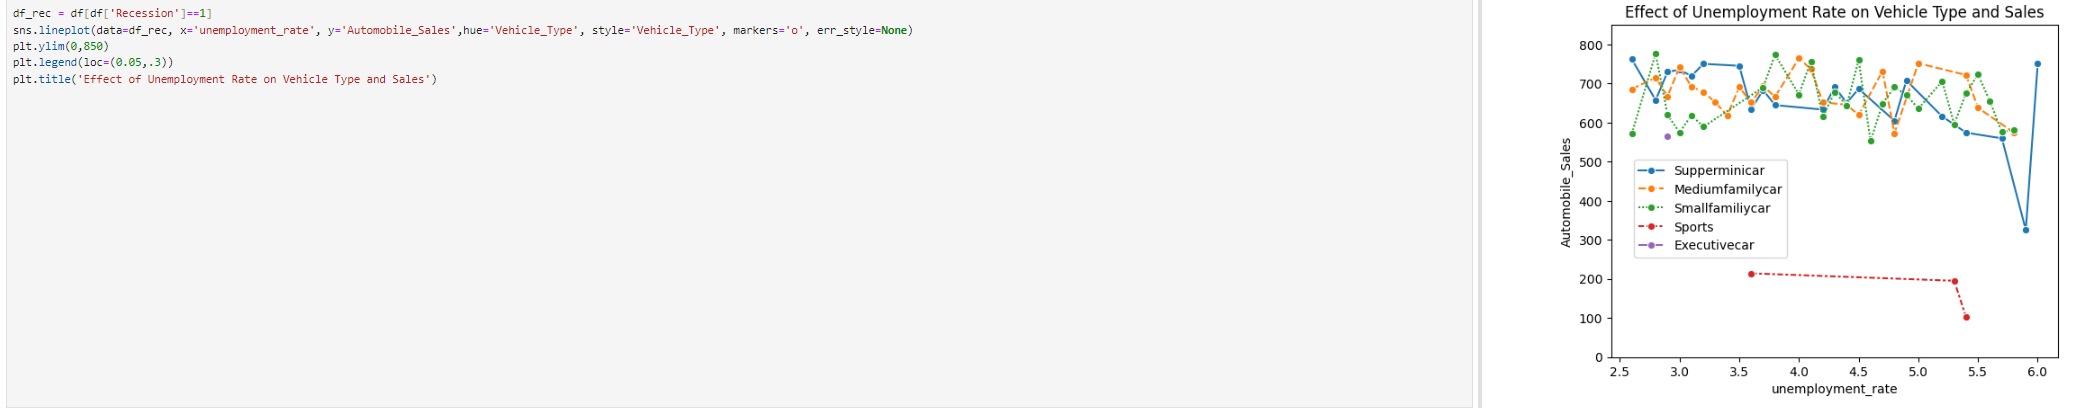 df_rec = df[df['Recession']==1]
sns.lineplot(data=df_rec, x='unemployment_rate', y='Automobile_Sales',hue='Vehicle_Type', style='Vehicle_Type', markers='o', err_style=None)
plt.ylim(0,850)
plt.legend(loc=(0.05,.3))
plt.title('Effect of Unemployment Rate on Vehicle Type and Sales')
Effect of Unemployment Rate on Vehicle Type and Sales
800
700
600
500
400
300
200
100
0
Automobile_Sales
Supperminicar
Mediumfamilycar
Smallfamiliycar
Sports
Executivecar
2.5 3.0 3.5 4.0 4.5 5.0 5.5 6.0
unemployment_rate